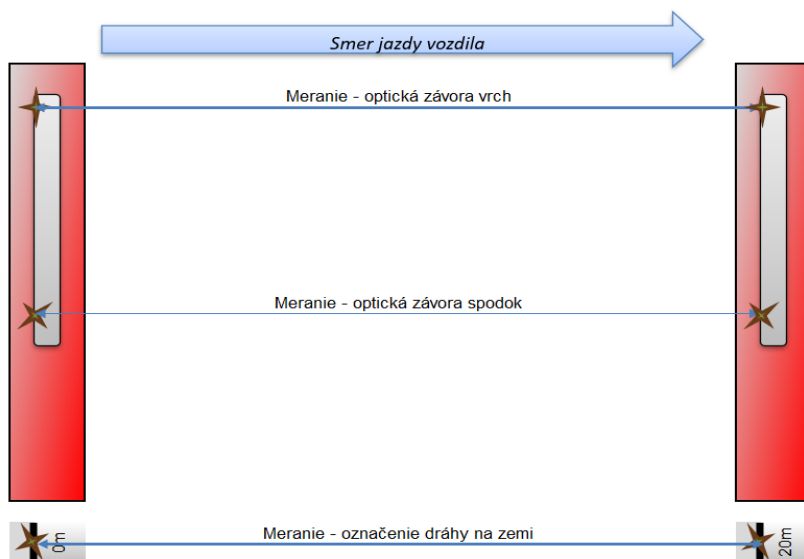 Smer jazdy vozdila
Meranie - optická závora vrch
Meranie - optická závora spodok
Meranie - označenie dráhy na zemi
0m
20m